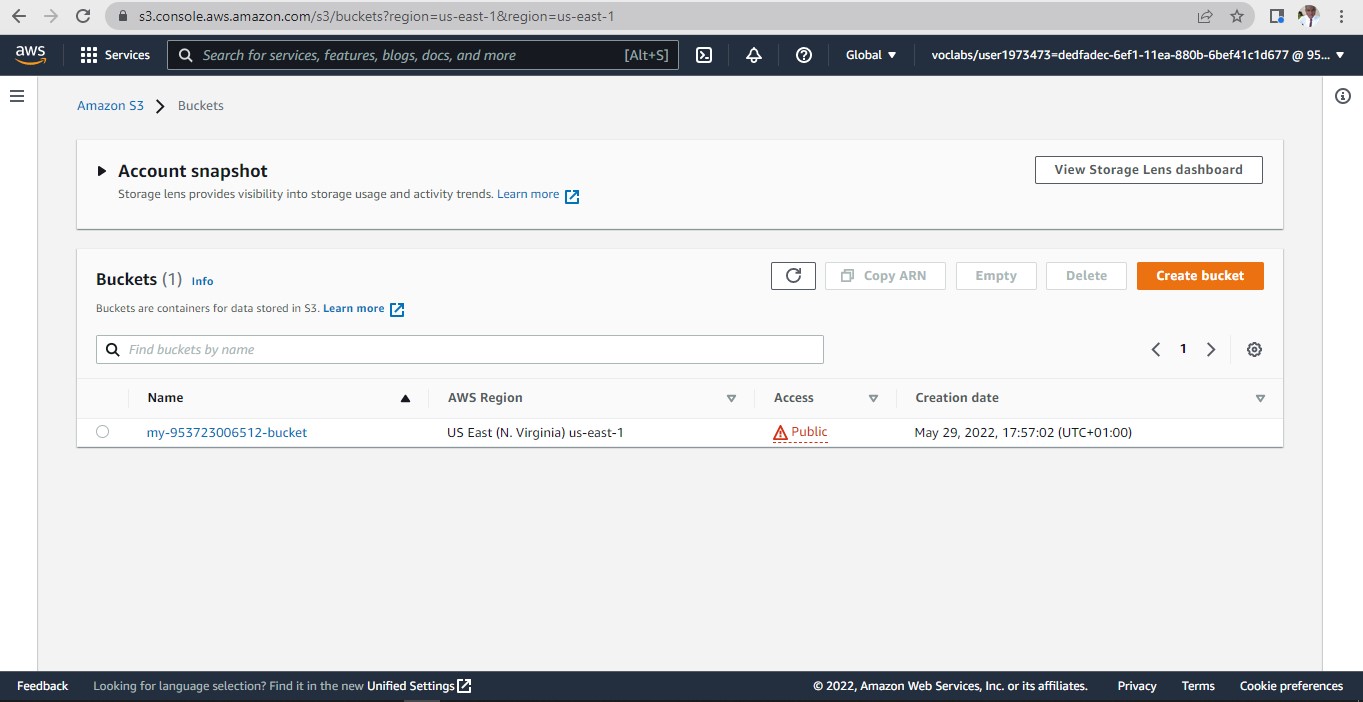 s3.console.aws.amazon.com/s3/buckets?region=us-east-1&region=us-east-1
aws Services Search for services, features, blogs, docs, and more [Alt+S] Global voclabs/user1973473=dedfadec-6ef1-11ea-880b-6bef41c1d677 @ 95...
Amazon S3 Buckets
Account snapshot View Storage Lens dashboard
Storage lens provides visibility into storage usage and activity trends. Learn more
Buckets (1) Info Copy ARN Empty Delete Create bucket
Buckets are containers for data stored in S3. Learn more
Find buckets by name 1
Name AWS Region Access Creation date
my-953723006512-bucket US East (N. Virginia) us-east-1 Public May 29, 2022, 17:57:02 (UTC+01:00)
Feedback Looking for language selection? Find it in the new Unified Settings © 2022, Amazon Web Services, Inc. or its affiliates. Privacy Terms Cookie preferences